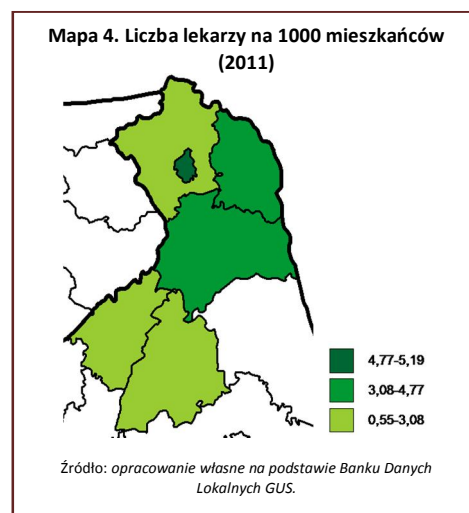 Mapa 4. Liczba lekarzy na 1000 mieszkańców
(2011)
4,77-5,19
3,08-4,77
0,55-3,08
Źródło: opracowanie własne na podstawie Banku Danych
Lokalnych GUS.